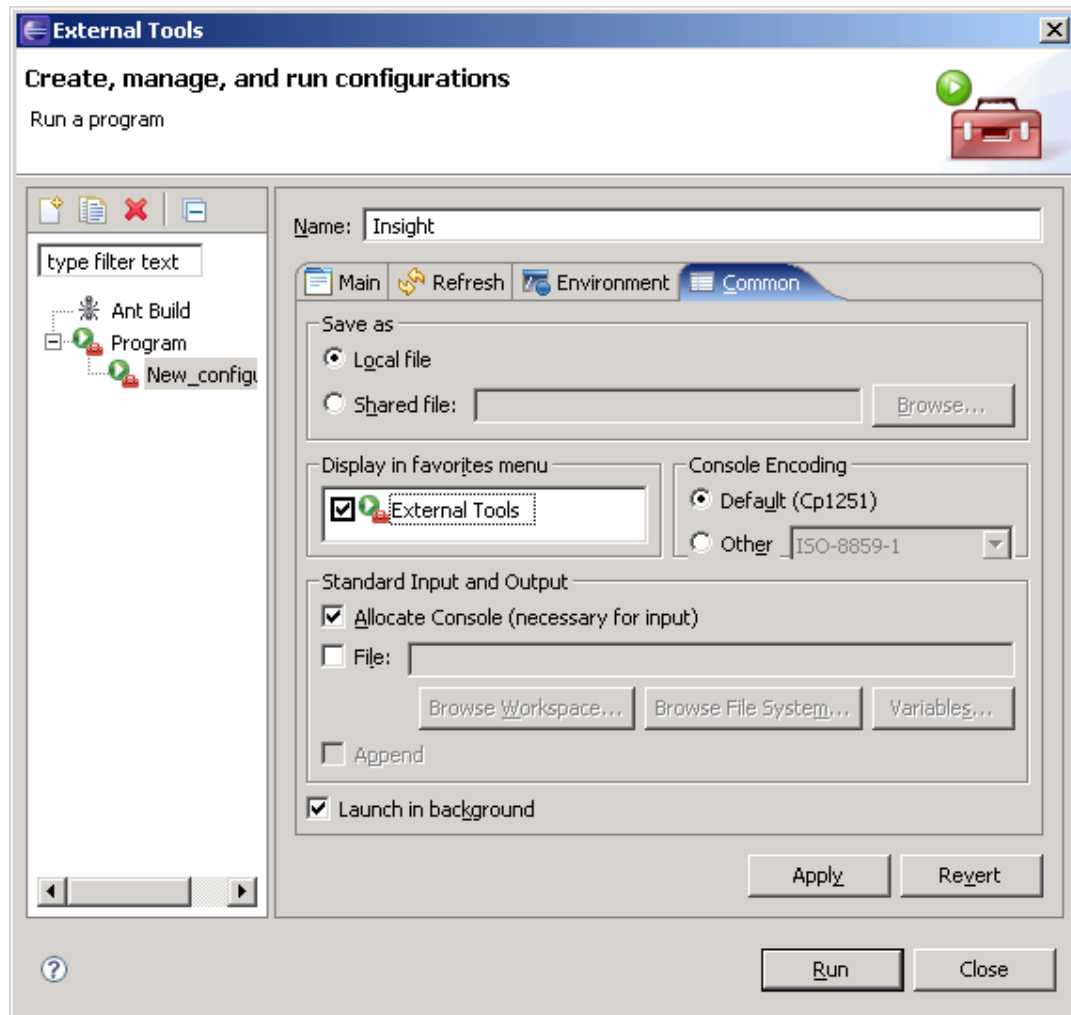 External Tools
Create, manage, and run configurations
Run a program
type filter text
Ant Build
Program
New_configu
Name: Insight
Main Refresh Environment Common
Save as
Local file
Shared file: Browse...
Display in favorites menu
External Tools
Console Encoding
Default (Cp1251)
Other ISO-8859-1
Standard Input and Output
Allocate Console (necessary for input)
File:
Browse Workspace... Browse File System... Variables...
Append
Launch in background
Apply Revert
? Run Close